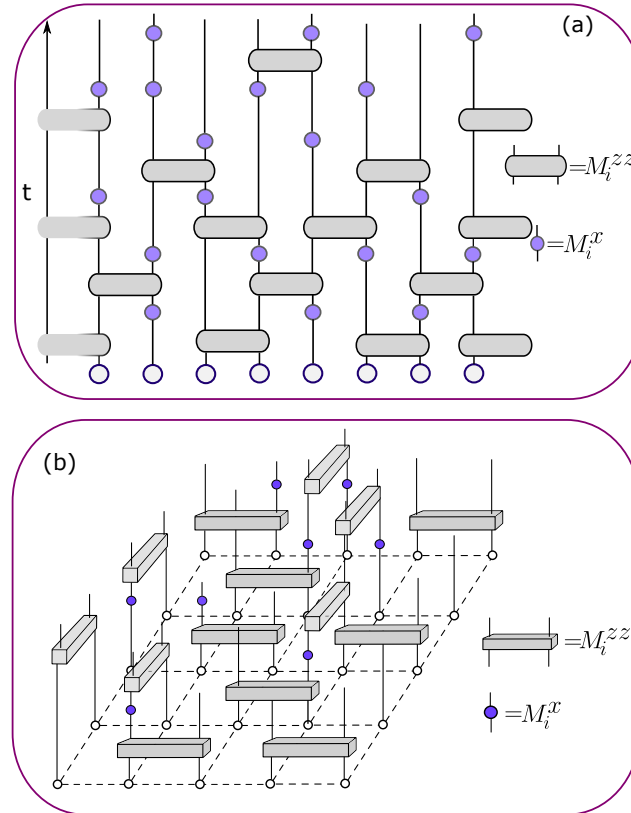 (a)
=M_i^{zz}
t
=M_i^x
(b)
=M_i^{zz}
=M_i^x